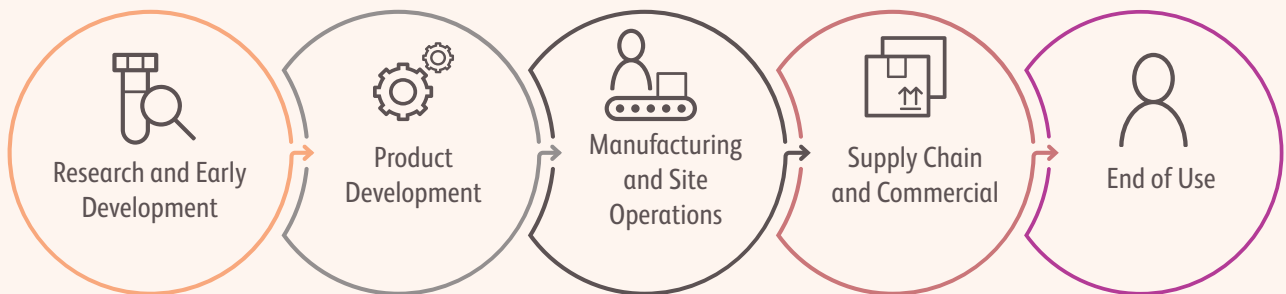 Research and Early
Development
Product
Development
Manufacturing
and Site
Operations
Supply Chain
and Commercial
End of Use